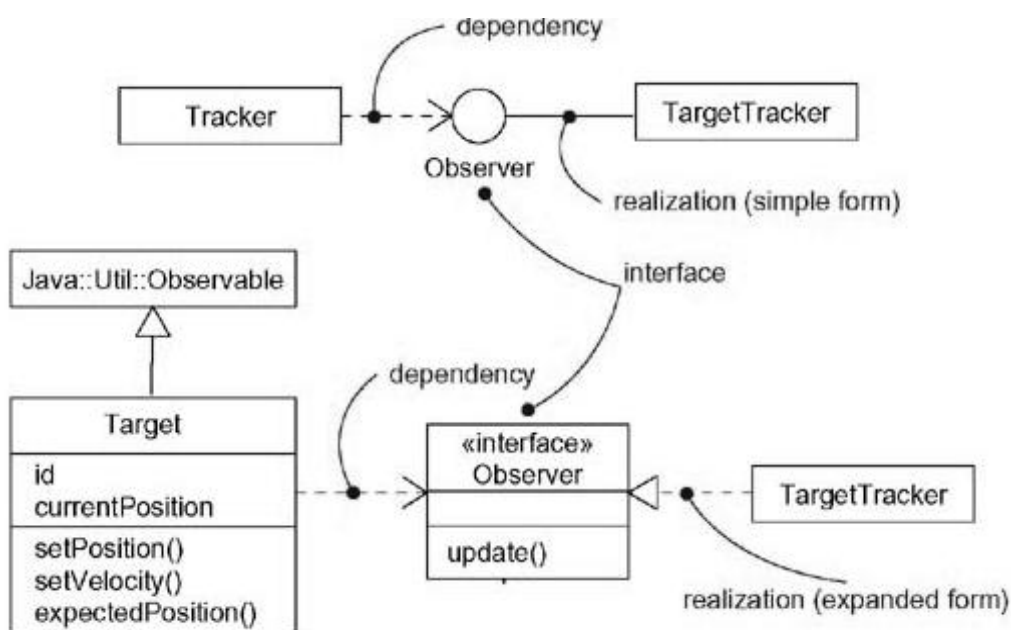 dependency
Tracker
TargetTracker
Observer
realization (simple form)
Java::Util::Observable
interface
dependency
Target
«interface»
Observer
id
currentPosition
TargetTracker
setPosition()
setVelocity()
expectedPosition()
update()
realization (expanded form)